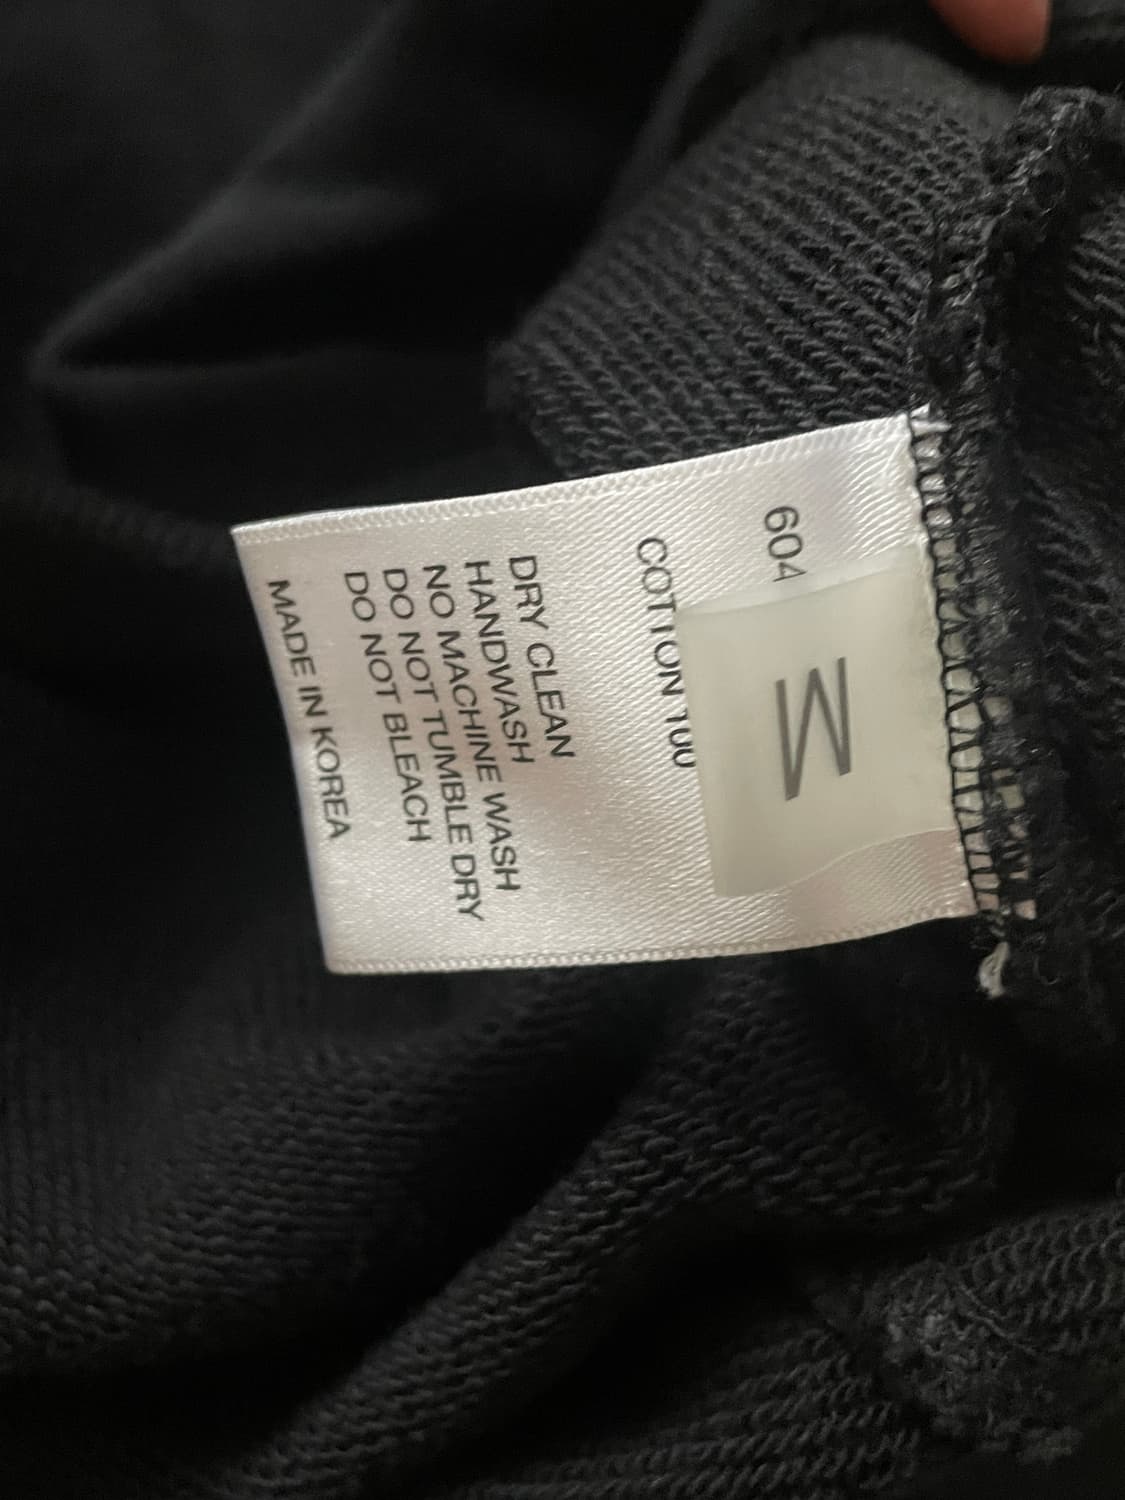 604
M
COTTON 100
DRY CLEAN
HANDWASH
NO MACHINE WASH
DO NOT TUMBLE DRY
DO NOT BLEACH
MADE IN KOREA